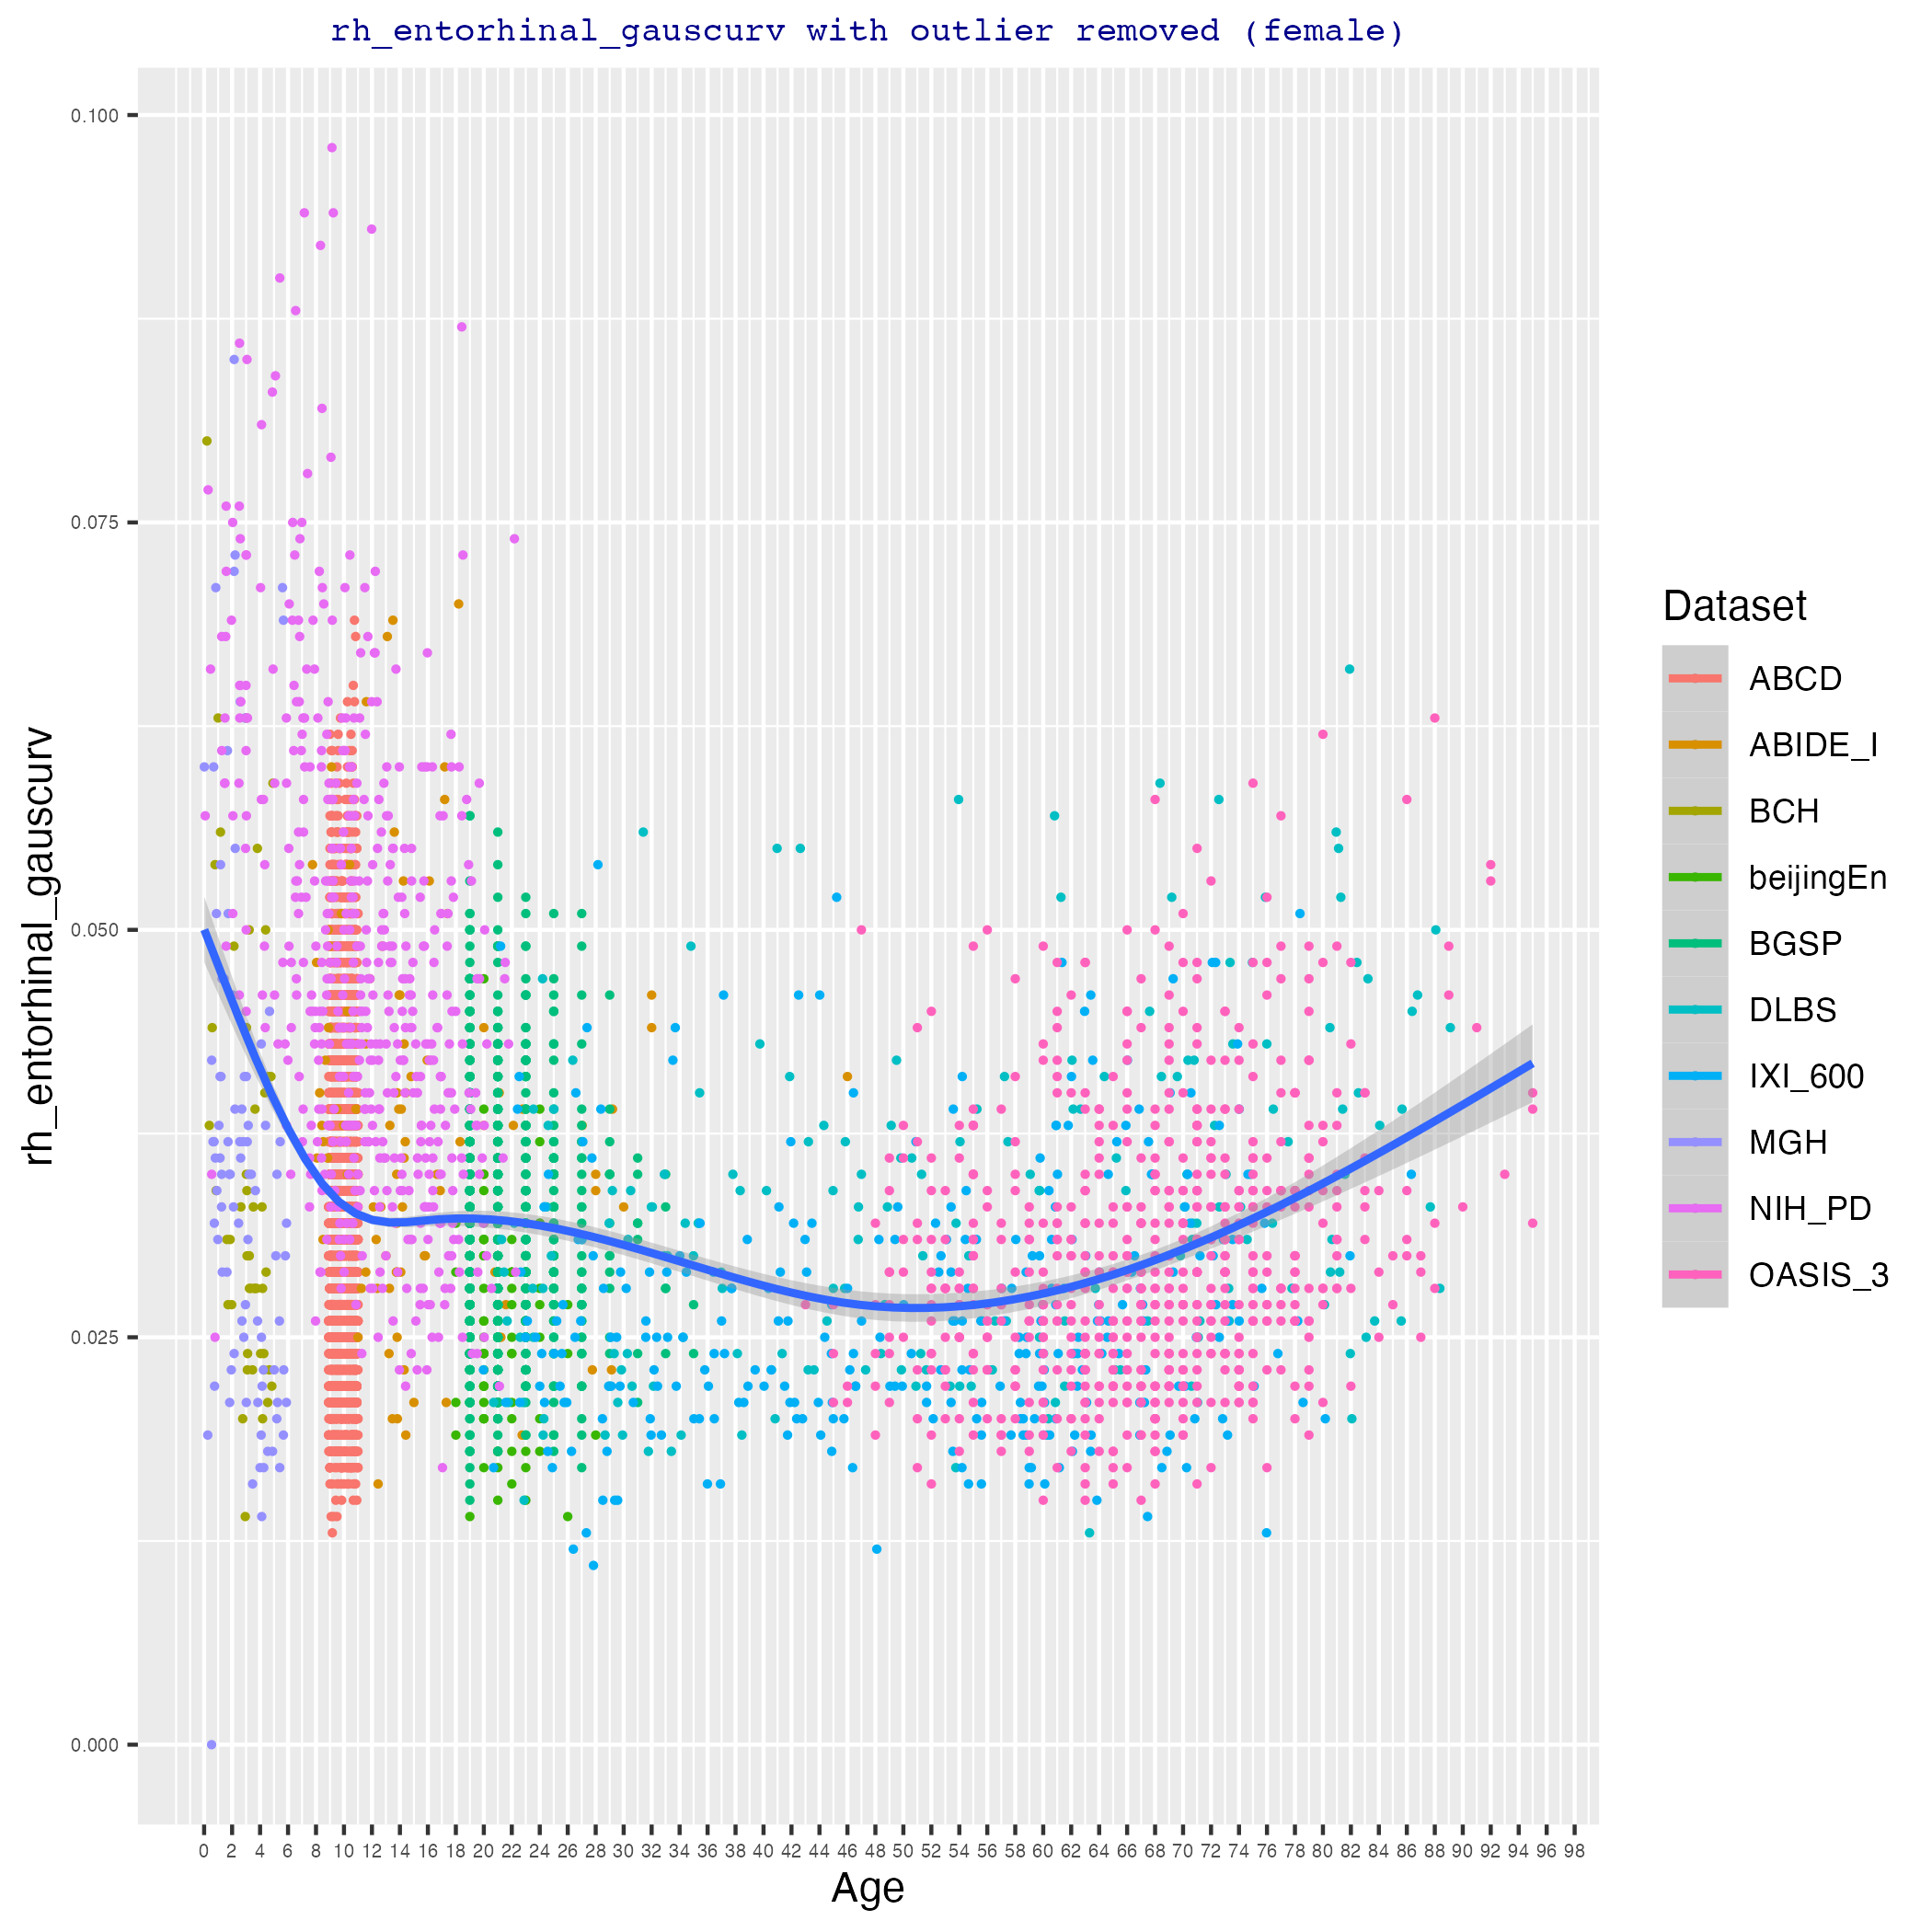 rh_entorhinal_gauscurv with outlier removed (female)
rh_entorhinal_gauscurv
0.100
0.075
0.050
0.025
0.000
0 2 4 6 8 10 12 14 16 18 20 22 24 26 28 30 32 34 36 38 40 42 44 46 48 50 52 54 56 58 60 62 64 66 68 70 72 74 76 78 80 82 84 86 88 90 92 94 96 98
Age
Dataset
ABCD
ABIDE_I
BCH
beijingEn
BGSP
DLBS
IXI_600
MGH
NIH_PD
OASIS_3